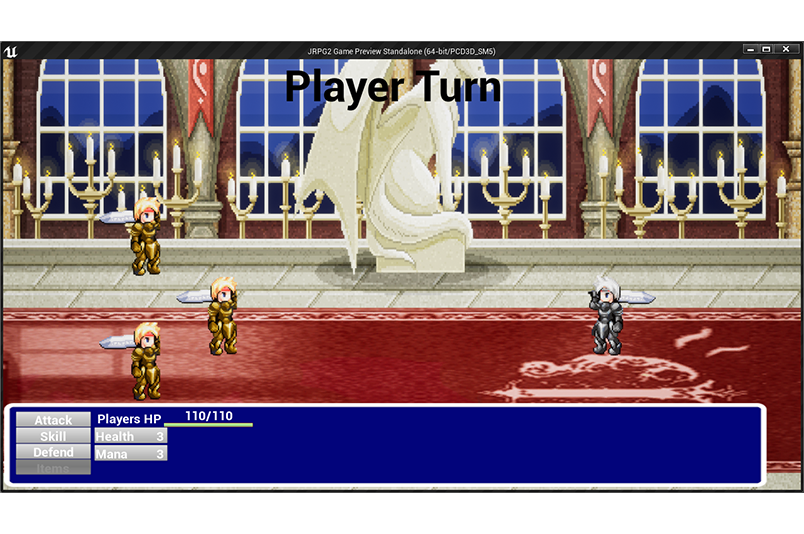 JRPG2 Game Preview Standalone (64-bit/PCD3D_SM5)
Player Turn
Attack
Players HP
110/110
Skill
Health 3
Defend
Mana 3
Items